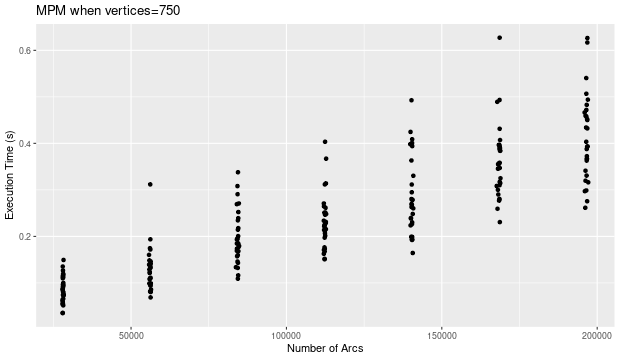 MPM when vertices=750
0.6
0.4
0.2
Execution Time (s)
50000
100000
150000
200000
Number of Arcs